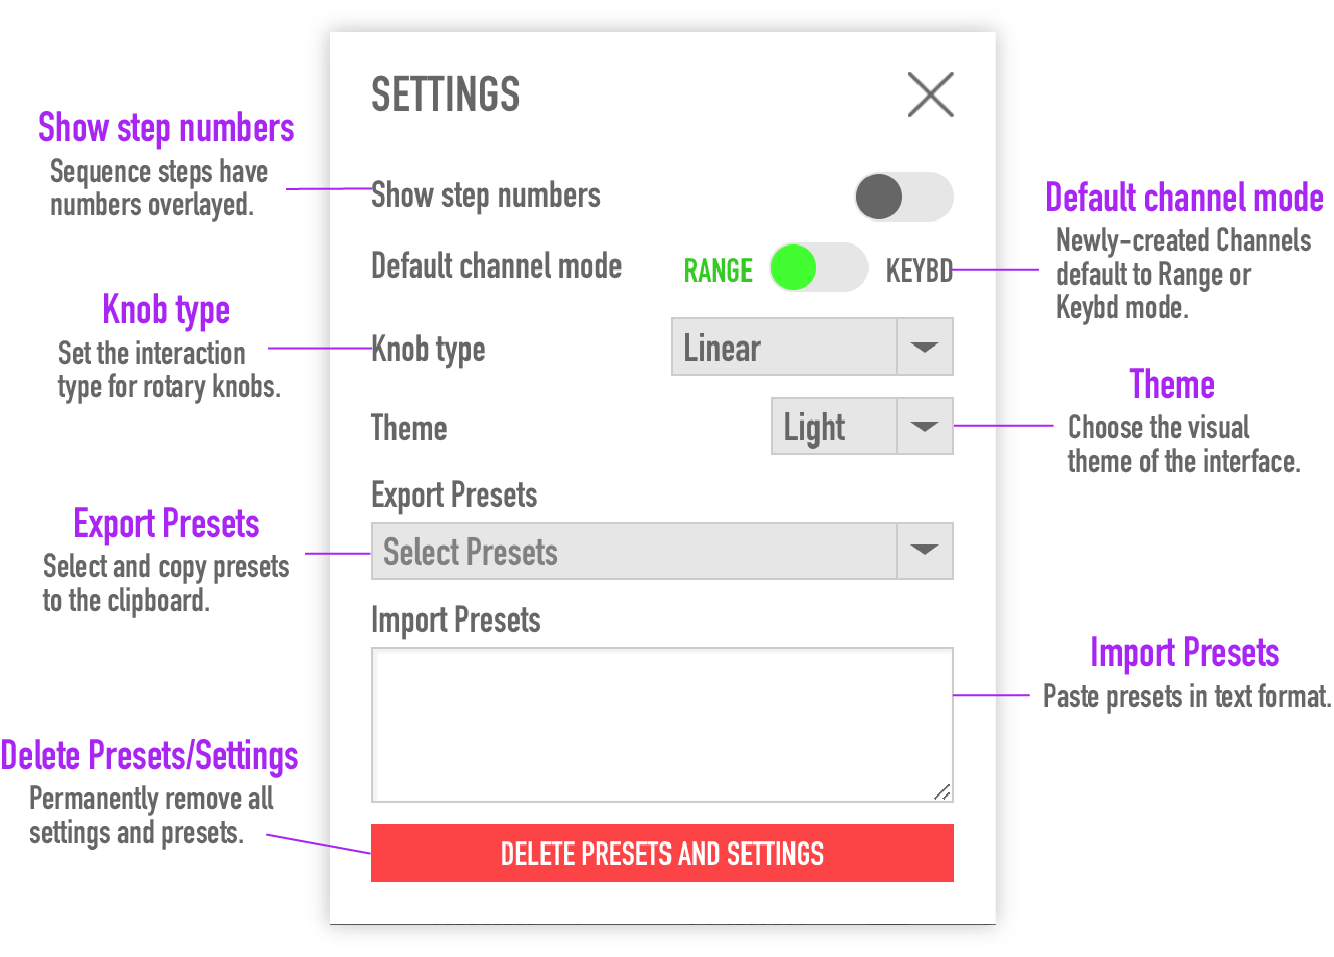 SETTINGS
Show step numbers
Sequence steps have
numbers overlayed.
Show step numbers
Default channel mode
Newly-created Channels
default to Range or
Keybd mode.
Default channel mode
RANGE
KEYBD
Knob type
Set the interaction
type for rotary knobs.
Knob type
Linear
Theme
Choose the visual
theme of the interface.
Theme
Light
Export Presets
Export Presets
Select and copy presets
to the clipboard.
Select Presets
Import Presets
Import Presets
Paste presets in text format.
Delete Presets/Settings
Permanently remove all
settings and presets.
DELETE PRESETS AND SETTINGS